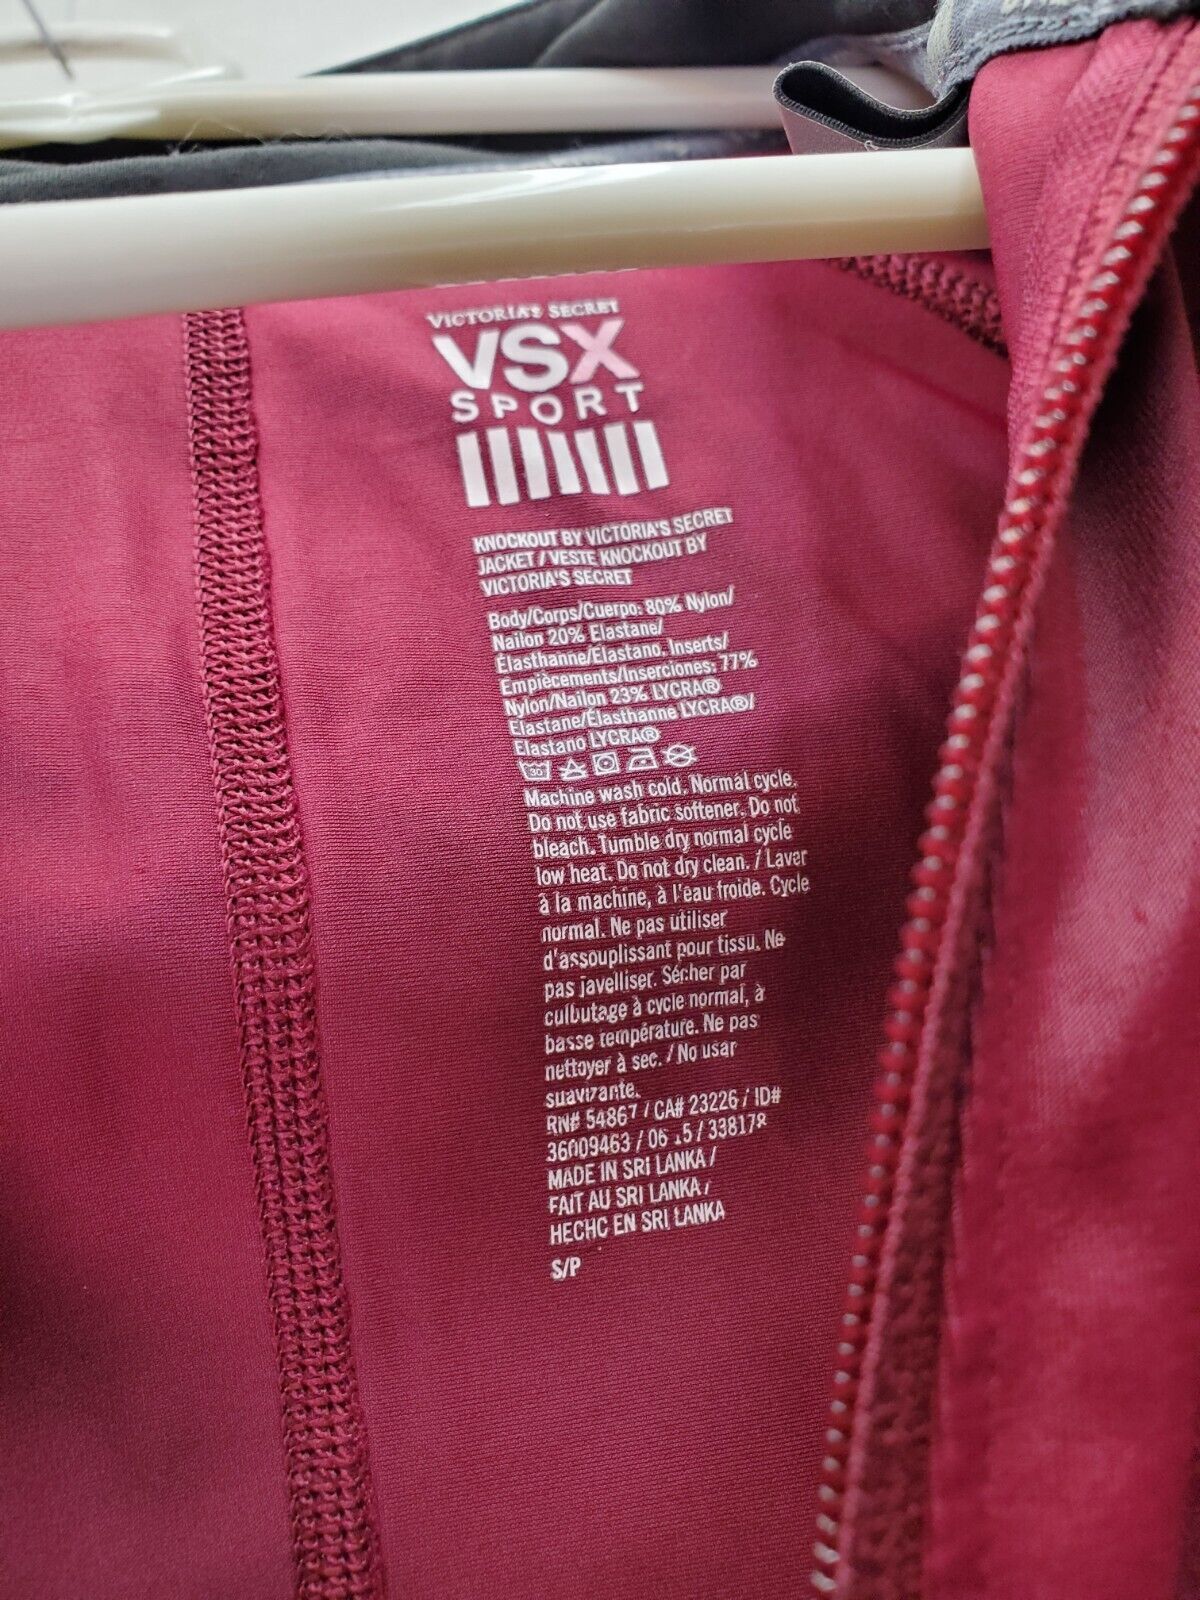 VICTORIA'S SECRET
VSX
SPORT
KNOCKOUT BY VICTORIA'S SECRET
JACKET / VESTE KNOCKOUT BY
VICTORIA'S SECRET
Body/Corps/Cuerpo: 80% Nylon/
Nailon 20% Elastane/
Élasthanne/Elastano. Inserts/
Empiècements/Inserciones: 77%
Nylon/Nailon 23% LYCRA®
Elastane/Élasthanne LYCRA®/
Elastano LYCRA®
30
Machine wash cold. Normal cycle.
Do not use fabric softener. Do not
bleach. Tumble dry normal cycle
low heat. Do not dry clean. / Laver
à la machine, à l'eau froide. Cycle
normal. Ne pas utiliser
d'assouplissant pour tissu. Ne
pas javelliser. Sécher par
culbutage à cycle normal, à
basse température. Ne pas
nettoyer à sec. / No usar
suavizante.
RN# 54867 / CA# 23226 / ID#
36009463 / 06 / 338178
MADE IN SRI LANKA /
FAIT AU SRI LANKA /
HECHO EN SRI LANKA
S/P